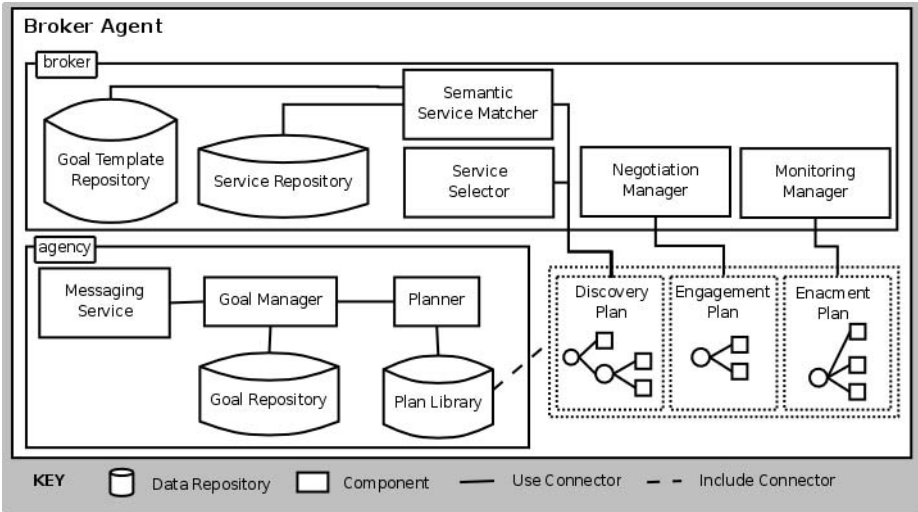 Broker Agent
broker
Semantic
Service Matcher
Goal Template
Repository
Service Repository
Service
Selector
Negotiation
Manager
Monitoring
Manager
agency
Messaging
Service
Goal Manager
Planner
Goal Repository
Plan Library
Discovery
Plan
Engagement
Plan
Enacment
Plan
KEY
Data Repository
Component
Use Connector
Include Connector